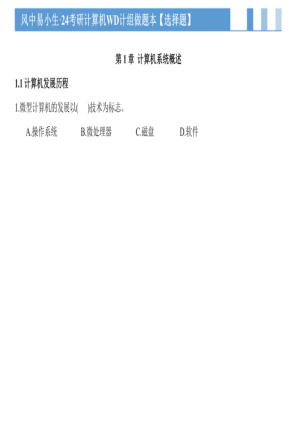 风中易小生-24考研计算机WD计组做题本【选择题】
第 1 章 计算机系统概述
1.1 计算机发展历程
1.微型计算机的发展以( )技术为标志。
A.操作系统 B.微处理器 C.磁盘 D.软件